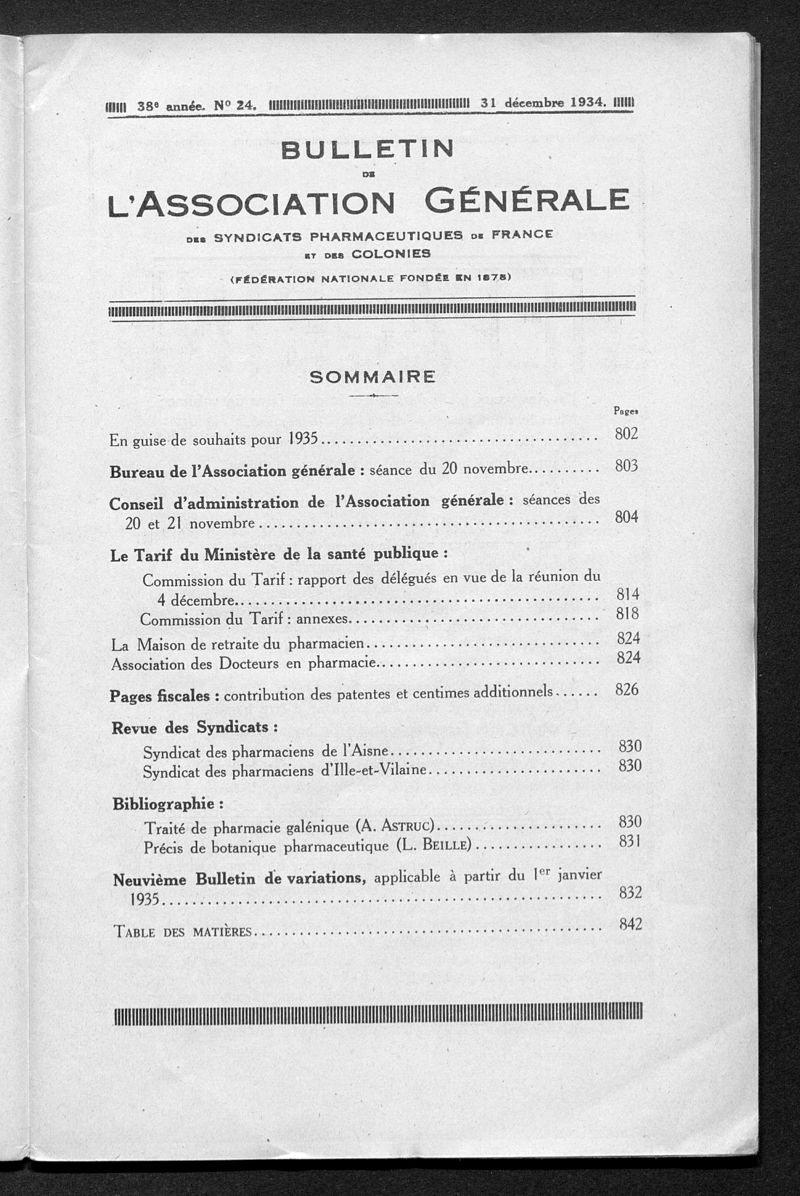 38e année. No 24. 31 décembre 1934.
BULLETIN
DE
L'ASSOCIATION GÉNÉRALE
DES SYNDICATS PHARMACEUTIQUES DE FRANCE
ET DES COLONIES
(FÉDÉRATION NATIONALE FONDÉE EN 1878)
SOMMAIRE
Pages
En guise de souhaits pour 1935 802
Bureau de l'Association générale : séance du 20 novembre 803
Conseil d'administration de l'Association générale : séances des
20 et 21 novembre 804
Le Tarif du Ministère de la santé publique :
Commission du Tarif : rapport des délégués en vue de la réunion du
4 décembre 814
Commission du Tarif : annexes 818
La Maison de retraite du pharmacien 824
Association des Docteurs en pharmacie 824
Pages fiscales : contribution des patentes et centimes additionnels 826
Revue des Syndicats :
Syndicat des pharmaciens de l'Aisne 830
Syndicat des pharmaciens d'Ille-et-Vilaine 830
Bibliographie :
Traité de pharmacie galénique (A. ASTRUC) 830
Précis de botanique pharmaceutique (L. BEILLE) 831
Neuvième Bulletin de variations, applicable à partir du 1er janvier
1935 832
TABLE DES MATIÈRES 842